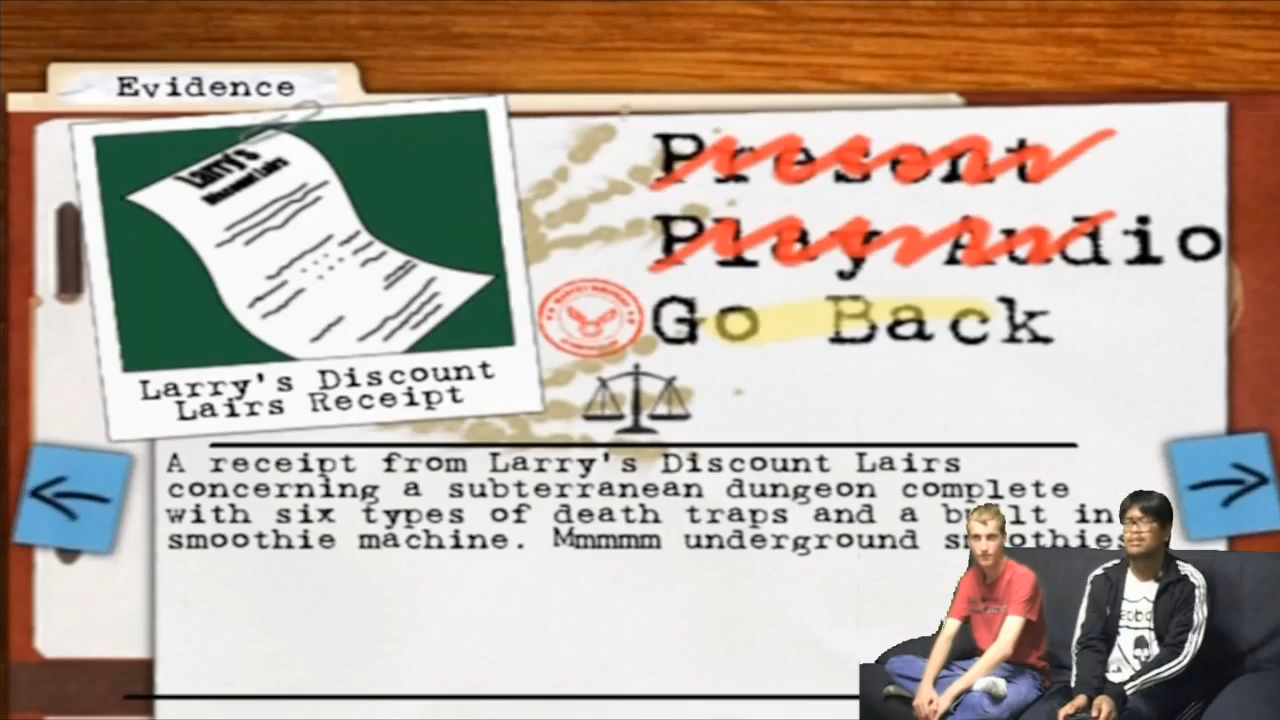 Evidence
Larry's
Discount Lairs
Present
Play Audio
Go Back
Larry's Discount
Lairs Receipt
A receipt from Larry's Discount Lairs
concerning a subterranean dungeon complete
with six types of death traps and a built in
smoothie machine. Mmmmm underground smoothies